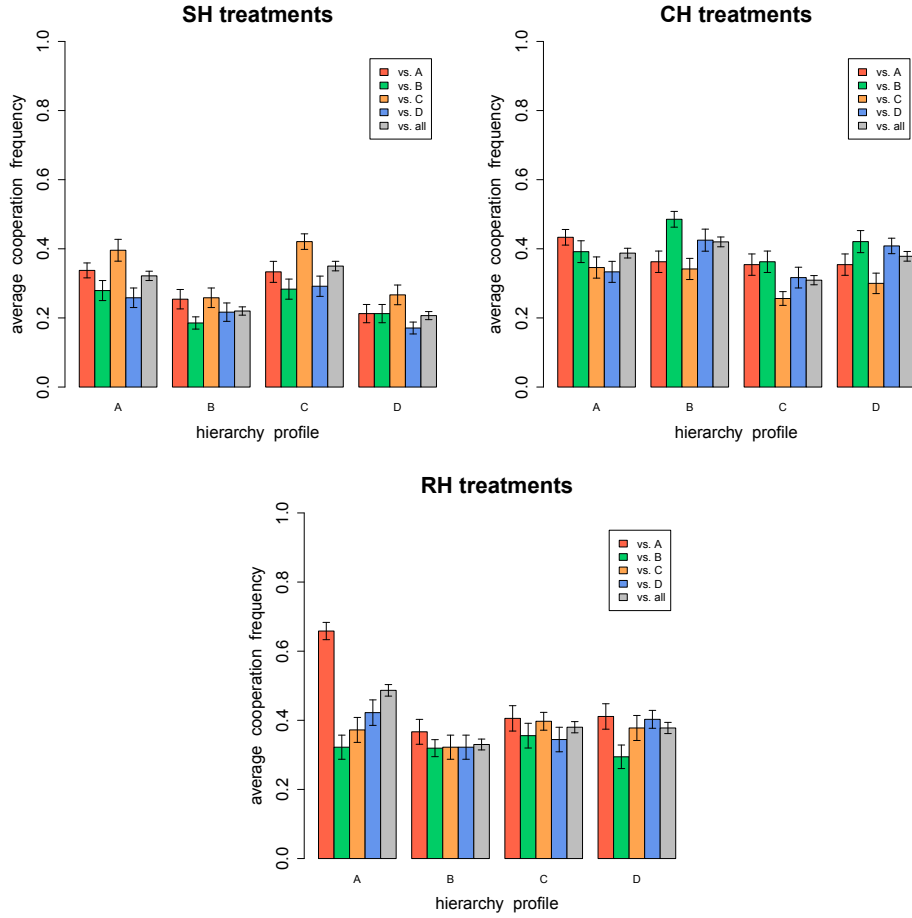 SH treatments
average cooperation frequency
0.0 0.2 0.4 0.6 0.8 1.0
vs. A
vs. B
vs. C
vs. D
vs. all
A B C D
hierarchy profile
CH treatments
average cooperation frequency
0.0 0.2 0.4 0.6 0.8 1.0
vs. A
vs. B
vs. C
vs. D
vs. all
A B C D
hierarchy profile
RH treatments
average cooperation frequency
0.0 0.2 0.4 0.6 0.8 1.0
vs. A
vs. B
vs. C
vs. D
vs. all
A B C D
hierarchy profile